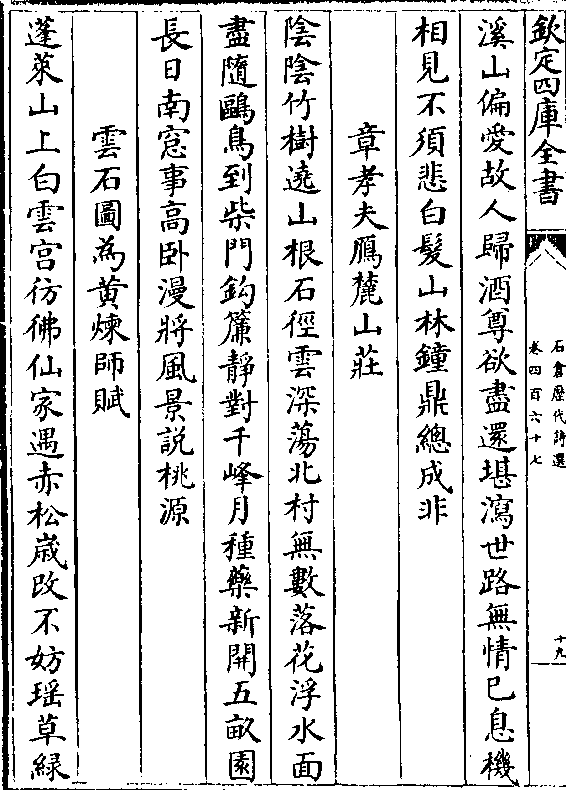 欽定四庫全書
石倉歴代詩選
卷四百六十七
十九
溪山偏愛故人歸酒尊欲盡還堪瀉世路無情已息機
相見不須悲白髮山林鐘鼎總成非
章孝夫鴈麓山莊
陰陰竹樹遶山根石徑雲深蕩北村無數落花浮水面
盡隨鷗鳥到柴門鈎簾靜對千峰月種藥新開五畝園
長日南窓事高卧漫將風景說桃源
雲石圖為黄煉師賦
蓬萊山上白雲宫彷彿仙家遇赤松嵗改不妨瑶草緑